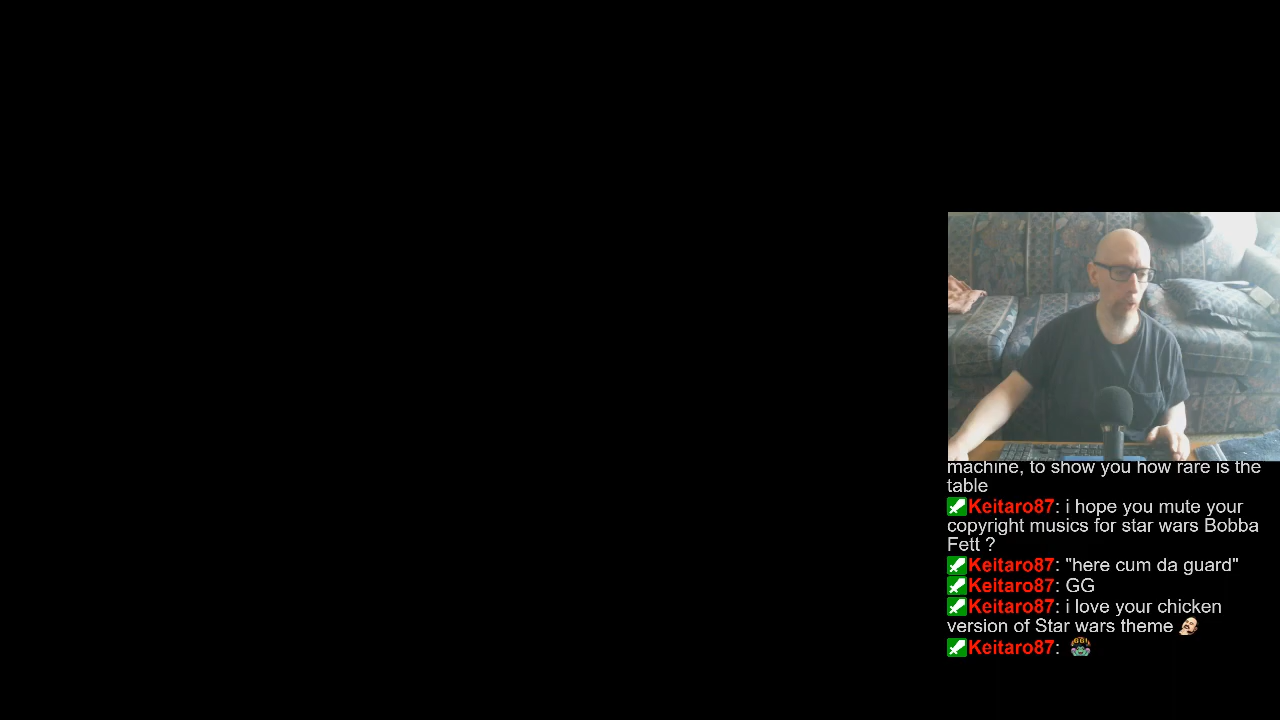 machine, to show you how rare is the
table
Keitaro87: i hope you mute your
copyright musics for star wars Bobba
Fett ?
Keitaro87: "here cum da guard"
Keitaro87: GG
Keitaro87: i love your chicken
version of Star wars theme
Keitaro87: